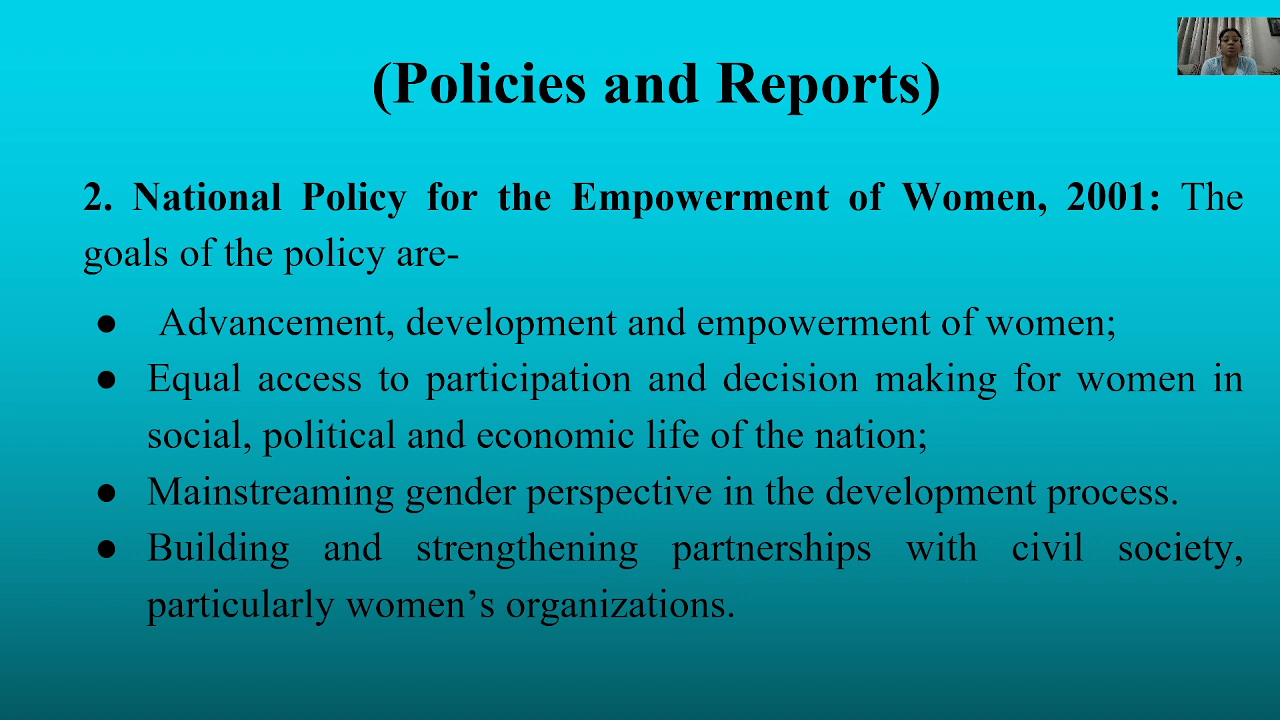 (Policies and Reports)
2. National Policy for the Empowerment of Women, 2001: The
goals of the policy are-
● Advancement, development and empowerment of women;
● Equal access to participation and decision making for women in
social, political and economic life of the nation;
● Mainstreaming gender perspective in the development process.
● Building and strengthening partnerships with civil society,
particularly women’s organizations.